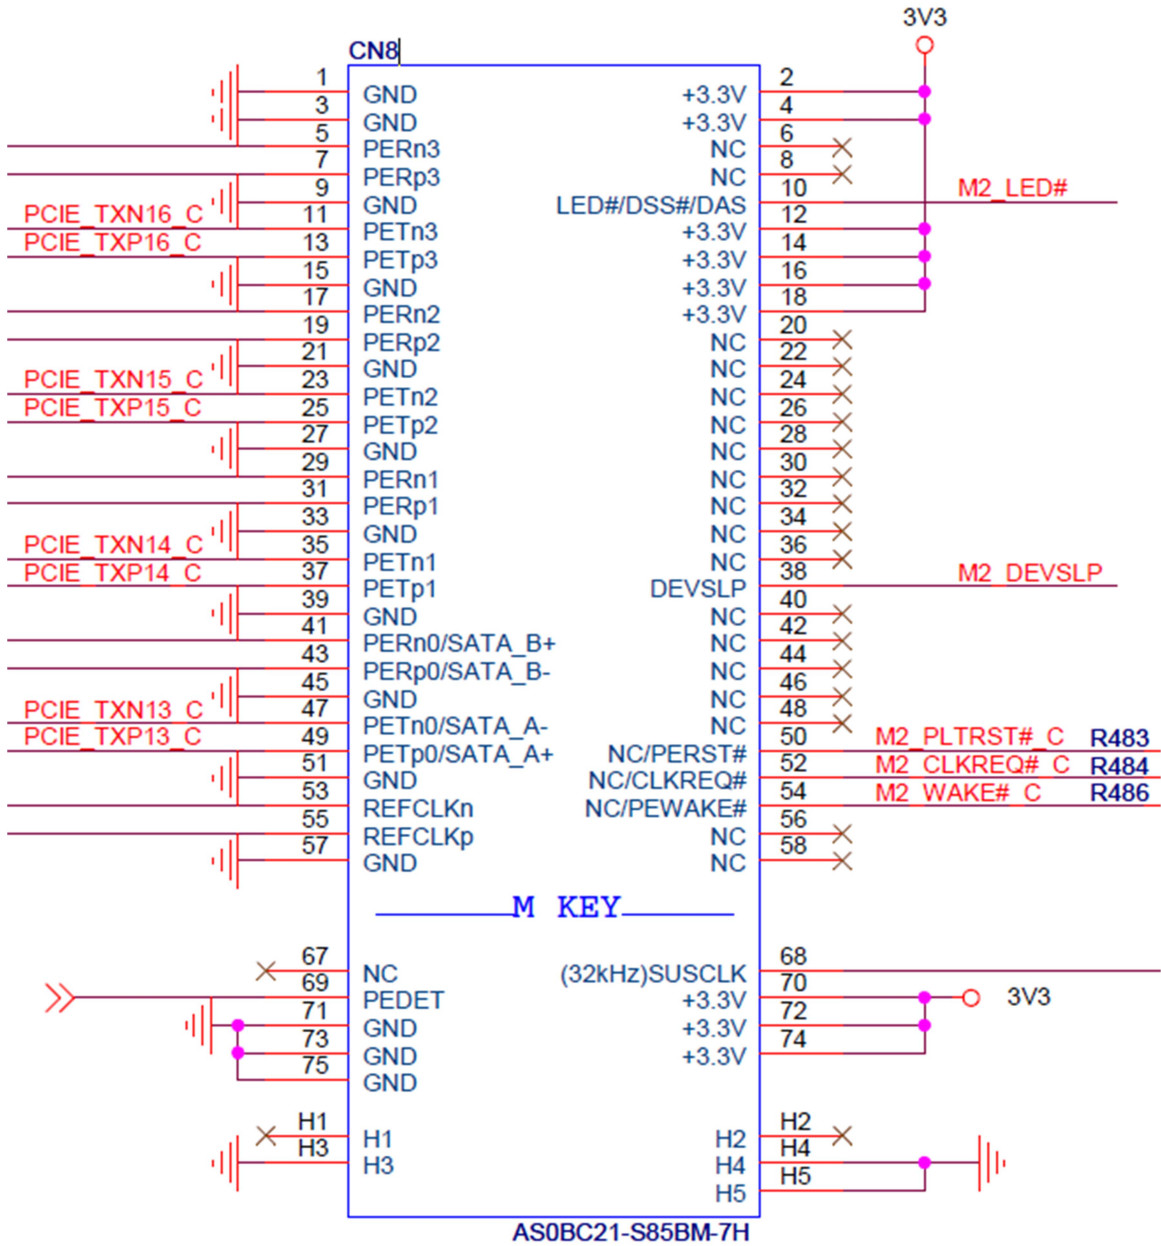 3V3
CN8
1 GND +3.3V 2
3 GND +3.3V 4
5 PERn3 NC 6
7 PERp3 NC 8
9 GND LED#/DSS#/DAS 10 M2_LED#
PCIE_TXN16_C 11 PETn3 +3.3V 12
PCIE_TXP16_C 13 PETp3 +3.3V 14
15 GND +3.3V 16
17 PERn2 +3.3V 18
19 PERp2 NC 20
21 GND NC 22
PCIE_TXN15_C 23 PETn2 NC 24
PCIE_TXP15_C 25 PETp2 NC 26
27 GND NC 28
29 PERn1 NC 30
31 PERp1 NC 32
33 GND NC 34
PCIE_TXN14_C 35 PETn1 NC 36
PCIE_TXP14_C 37 PETp1 DEVSLP 38 M2_DEVSLP
39 GND NC 40
41 PERn0/SATA_B+ NC 42
43 PERp0/SATA_B- NC 44
45 GND NC 46
PCIE_TXN13_C 47 PETn0/SATA_A- NC 48
PCIE_TXP13_C 49 PETp0/SATA_A+ NC/PERST# 50 M2_PLTRST#_C R483
51 GND NC/CLKREQ# 52 M2_CLKREQ#_C R484
53 REFCLKn NC/PEWAKE# 54 M2_WAKE#_C R486
55 REFCLKp NC 56
57 GND NC 58
M KEY
67 NC (32kHz)SUSCLK 68
69 PEDET +3.3V 70 3V3
71 GND +3.3V 72
73 GND +3.3V 74
75 GND
H1 H1 H2 H2
H3 H3 H4 H4
H5 H5
AS0BC21-S85BM-7H